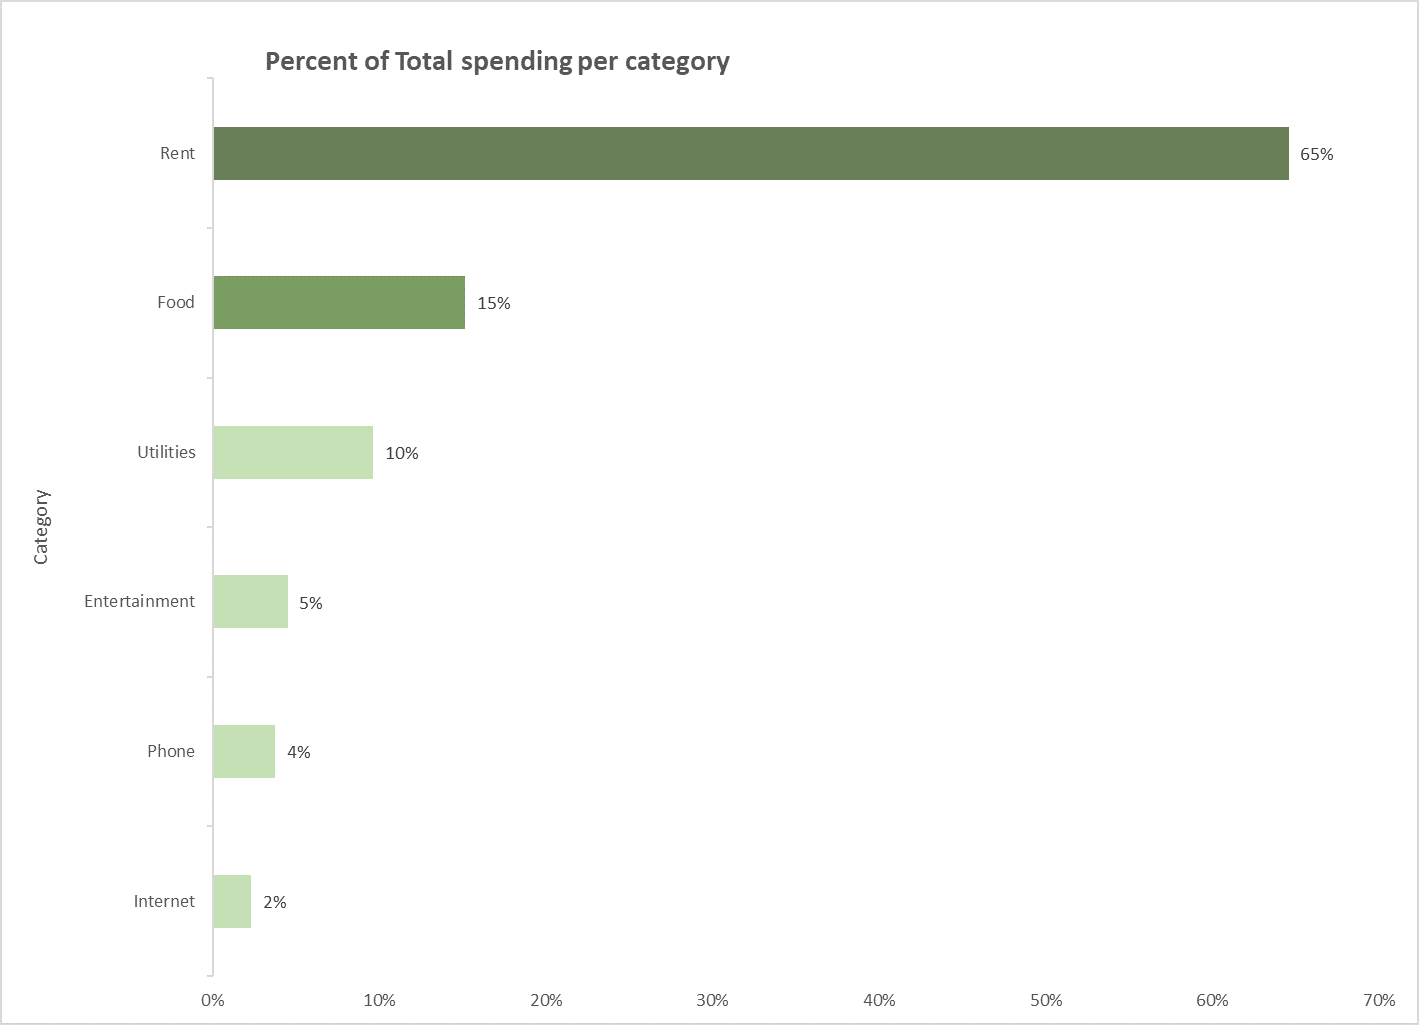 Percent of Total spending per category
Rent
65%
Food
15%
Utilities
10%
Category
Entertainment
5%
Phone
4%
Internet
2%
0% 10% 20% 30% 40% 50% 60% 70%